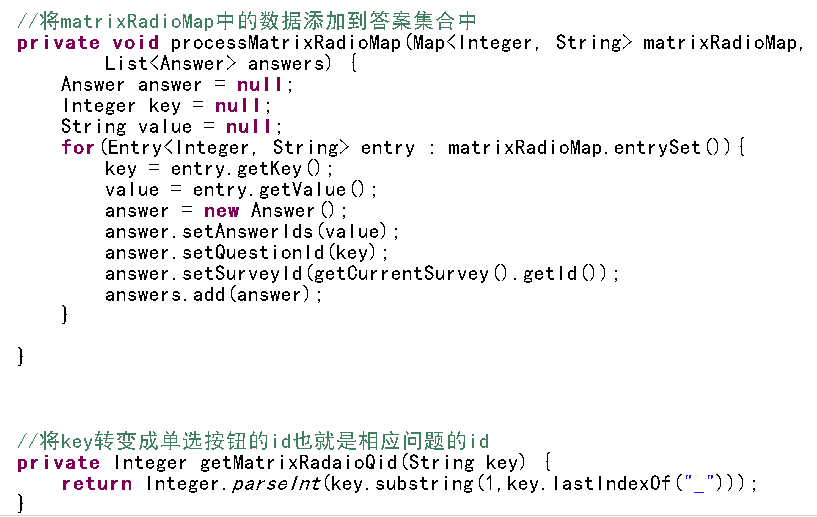 //将matrixRadioMap中的数据添加到答案集合中
private void processMatrixRadioMap(Map<Integer, String> matrixRadioMap,
        List<Answer> answers) {
    Answer answer = null;
    Integer key = null;
    String value = null;
    for(Entry<Integer, String> entry : matrixRadioMap.entrySet()){
        key = entry.getKey();
        value = entry.getValue();
        answer = new Answer();
        answer.setAnswerIds(value);
        answer.setQuestionId(key);
        answer.setSurveyId(getCurrentSurvey().getId());
        answers.add(answer);
    }
}
//将key转变成单选按钮的id也就是相应问题的id
private Integer getMatrixRadaioQid(String key) {
    return Integer.parseInt(key.substring(1,key.lastIndexOf("_")));
}